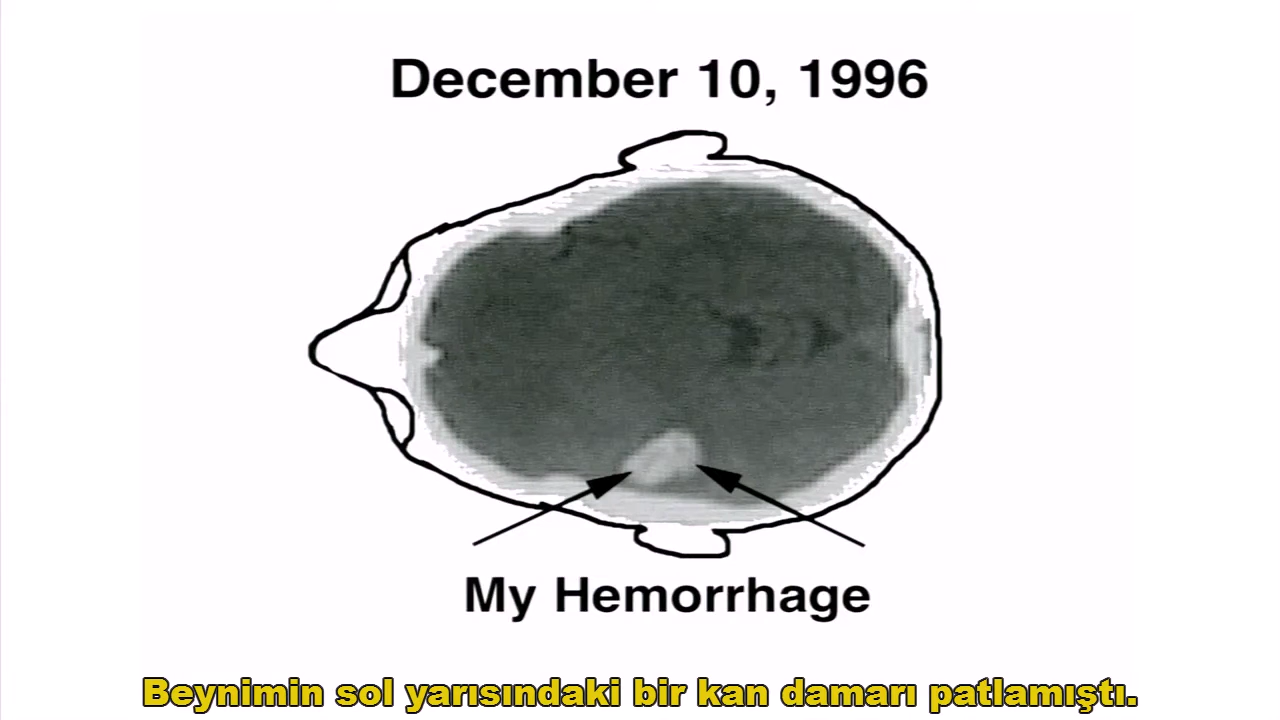 December 10, 1996
My Hemorrhage
Beynimin sol yarısındaki bir kan damarı patlamıştı.